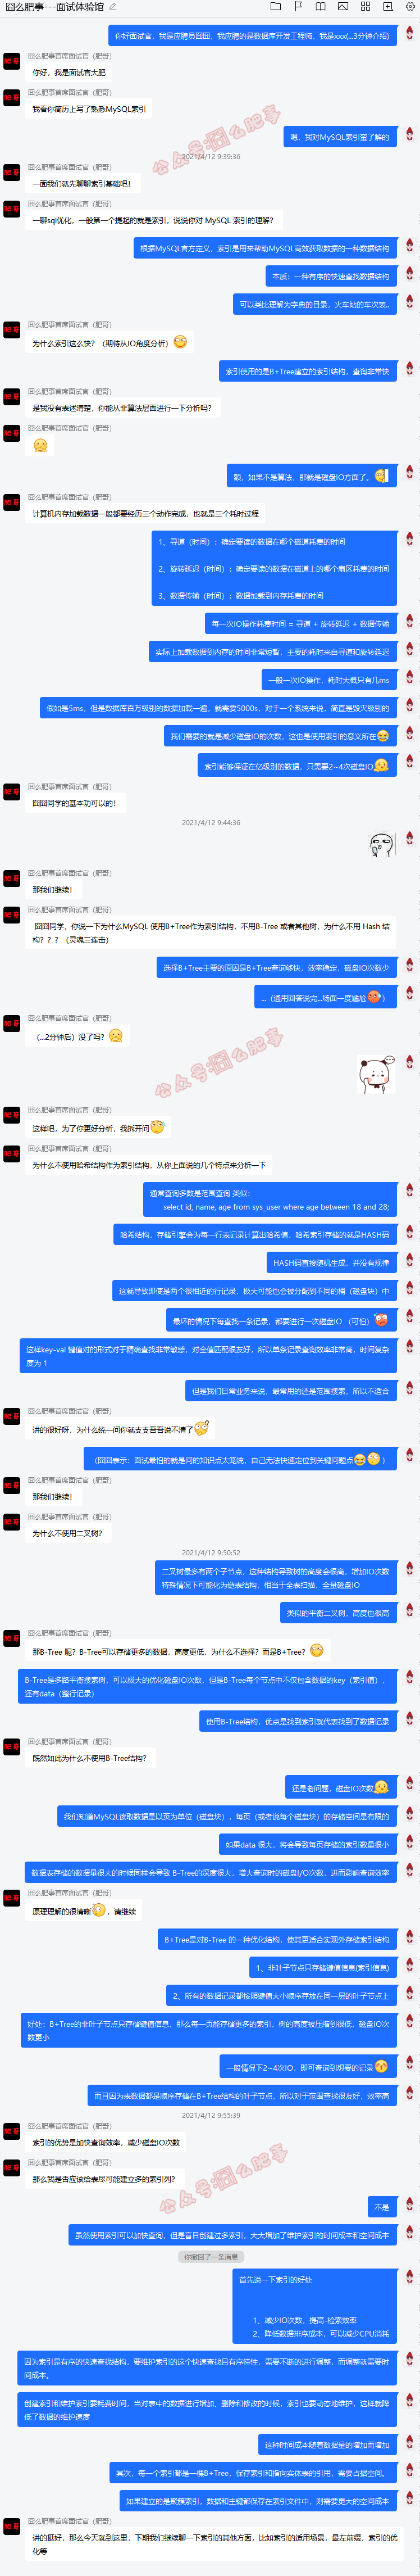 囧么肥事---面试体验馆
你好面试官，我是应聘员囧囧，我应聘的是数据库开发工程师，我是xxx(...3分钟介绍)
囧么肥事首席面试官（肥哥）
你好，我是面试官大肥
囧么肥事首席面试官（肥哥）
我看你简历上写了熟悉MySQL索引
嗯，我对MySQL索引蛮了解的
2021/4/12 9:39:36
囧么肥事首席面试官（肥哥）
一面我们就先聊聊索引基础吧！
囧么肥事首席面试官（肥哥）
一聊sql优化，一般第一个提起的就是索引，说说你对 MySQL 索引的理解？
根据MySQL官方定义，索引是用来帮助MySQL高效获取数据的一种数据结构
本质：一种有序的快速查找数据结构
可以类比理解为字典的目录，火车站的车次表..
囧么肥事首席面试官（肥哥）
为什么索引这么快？（期待从IO角度分析）
索引使用的是B+Tree建立的索引结构，查询非常快
囧么肥事首席面试官（肥哥）
是我没有表述清楚，你能从非算法层面进行一下分析吗？
囧么肥事首席面试官（肥哥）
额，如果不是算法，那就是磁盘IO方面了。
囧么肥事首席面试官（肥哥）
计算机内存加载数据一般都要经历三个动作完成，也就是三个耗时过程
1、寻道（时间）：确定要读的数据在哪个磁道耗费的时间
2、旋转延迟（时间）：确定要读的数据在磁道上的哪个扇区耗费的时间
3、数据传输（时间）：数据加载到内存耗费的时间
每一次IO操作耗费时间 = 寻道 + 旋转延迟 + 数据传输
实际上加载数据到内存的时间非常短暂，主要的耗时来自寻道和旋转延迟
一般一次IO操作，耗时大概只有几ms
假如是5ms，但是数据库百万级别的数据加载一遍，就需要5000s，对于一个系统来说，简直是毁灭级别的
我们需要的就是减少磁盘IO的次数，这也是使用索引的意义所在
索引能够保证在亿级别的数据，只需要2~4次磁盘IO
囧么肥事首席面试官（肥哥）
囧囧同学的基本功可以的！
2021/4/12 9:44:36
囧么肥事首席面试官（肥哥）
那我们继续！
囧么肥事首席面试官（肥哥）
囧囧同学，你说一下为什么MySQL 使用B+Tree作为索引结构，不用B-Tree 或者其他树，为什么不用 Hash 结
构？？？（灵魂三连击）
选择B+Tree主要的原因是B+Tree查询够快，效率稳定，磁盘IO次数少
...（通用回答说完...场面一度尴尬）
囧么肥事首席面试官（肥哥）
（...2分钟后）没了吗？
公众号:囧么肥事
囧么肥事首席面试官（肥哥）
这样吧，为了你更好分析，我拆开问
囧么肥事首席面试官（肥哥）
为什么不使用哈希结构作为索引结构，从你上面说的几个特点来分析一下
通常查询多数是范围查询 类似：
select id, name, age from sys_user where age between 18 and 28;
哈希结构，存储引擎会为每一行表记录计算出哈希值，哈希索引存储的就是HASH码
HASH码直接随机生成，并没有规律
这就导致即使是两个很相近的行记录，极大可能也会被分配到不同的桶（磁盘块）中
最坏的情况下每查找一条记录，都要进行一次磁盘IO （可怕）
这样key-val 键值对的形式对于精确查找非常敏感，对全值匹配很友好，所以单条记录查询效率非常高，时间复杂
度为 1
但是我们日常业务来说，最常用的还是范围搜索，所以不适合
囧么肥事首席面试官（肥哥）
讲的很好呀，为什么统一问你就支支吾吾说不清了
（囧囧表示：面试最怕的就是问的知识点太笼统，自己无法快速定位到关键问题点）
囧么肥事首席面试官（肥哥）
那我们继续！
囧么肥事首席面试官（肥哥）
为什么不使用二叉树？
2021/4/12 9:50:52
二叉树最多有两个子节点，这种结构导致树的高度会很高，增加IO次数
特殊情况下可能化为链表结构，相当于全表扫描，全量磁盘IO
类似的平衡二叉树，高度也很高
囧么肥事首席面试官（肥哥）
那B-Tree 呢？B-Tree可以存储更多的数据，高度更低，为什么不选择？而是B+Tree？
B-Tree是多路平衡搜索树，可以极大的优化磁盘IO次数，但是B-Tree每个节点中不仅包含数据的key（索引值），
还有data（整行记录）
使用B-Tree结构，优点是找到索引就代表找到了数据记录
囧么肥事首席面试官（肥哥）
既然如此为什么不使用B-Tree结构？
还是老问题，磁盘IO次数
我们知道MySQL读取数据是以页为单位（磁盘块），每页（或者说每个磁盘块）的存储空间是有限的
如果data 很大，将会导致每页存储的索引数量很小
数据表存储的数据量很大的时候同样会导致 B-Tree的深度很大，增大查询时的磁盘I/O次数，进而影响查询效率
囧么肥事首席面试官（肥哥）
原理理解的很清晰，请继续
B+Tree是对B-Tree 的一种优化结构，使其更适合实现外存储索引结构
1、非叶子节点只存储键值信息(索引信息)
2、所有的数据记录都按照键值大小顺序存放在同一层的叶子节点上
好处：B+Tree的非叶子节点只存储键值信息，那么每一页能存储更多的索引，树的高度被压缩到很低，磁盘IO次
数更小
一般情况下2~4次IO，即可查询到想要的记录
而且因为表数据都是顺序存储在B+Tree结构的叶子节点，所以对于范围查找很友好，效率高
2021/4/12 9:55:39
囧么肥事首席面试官（肥哥）
索引的优势是加快查询效率，减少磁盘IO次数
囧么肥事首席面试官（肥哥）
那么我是否应该给表尽可能建立多的索引列？
公众号:囧么肥事
不是
虽然使用索引可以加快查询，但是盲目创建过多索引，大大增加了维护索引的时间成本和空间成本
你撤回了一条消息
首先说一下索引的好处
1、减少IO次数，提高-检索效率
2、降低数据排序成本，可以减少CPU消耗
因为索引是有序的快速查找结构，要维护索引的这个快速查找且有序特性，需要不断的进行调整，而调整就需要时
间成本。
创建索引和维护索引要耗费时间，当对表中的数据进行增加、删除和修改的时候，索引也要动态地维护，这样就降
低了数据的维护速度
这种时间成本随着数据量的增加而增加
其次，每一个索引都是一棵B+Tree，保存索引和指向实体表的引用，需要占据空间。
如果建立的是聚簇索引，数据和主键都保存在索引文件中，则需要更大的空间成本
囧么肥事首席面试官（肥哥）
讲的挺好，那么今天就到这里，下期我们继续聊一下索引的其他方面，比如索引的适用场景，最左前缀，索引的优
化等